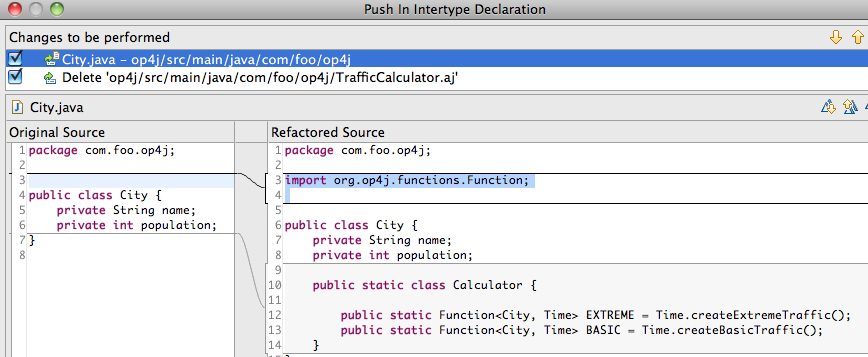 Push In Intertype Declaration
Changes to be performed
City.java – op4j/src/main/java/com/foo/op4j
Delete 'op4j/src/main/java/com/foo/op4j/TrafficCalculator.aj'
City.java
Original Source
1 package com.foo.op4j;
2
3
4 public class City {
5 private String name;
6 private int population;
7 }
8
Refactored Source
1 package com.foo.op4j;
2
3 import org.op4j.functions.Function;
4
5
6 public class City {
7 private String name;
8 private int population;
9
10 public static class Calculator {
11
12 public static Function<City, Time> EXTREME = Time.createExtremeTraffic();
13 public static Function<City, Time> BASIC = Time.createBasicTraffic();
14 }